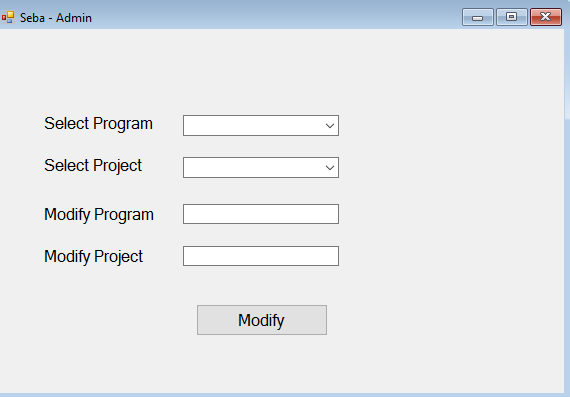 Seba - Admin
Select Program
Select Project
Modify Program
Modify Project
Modify